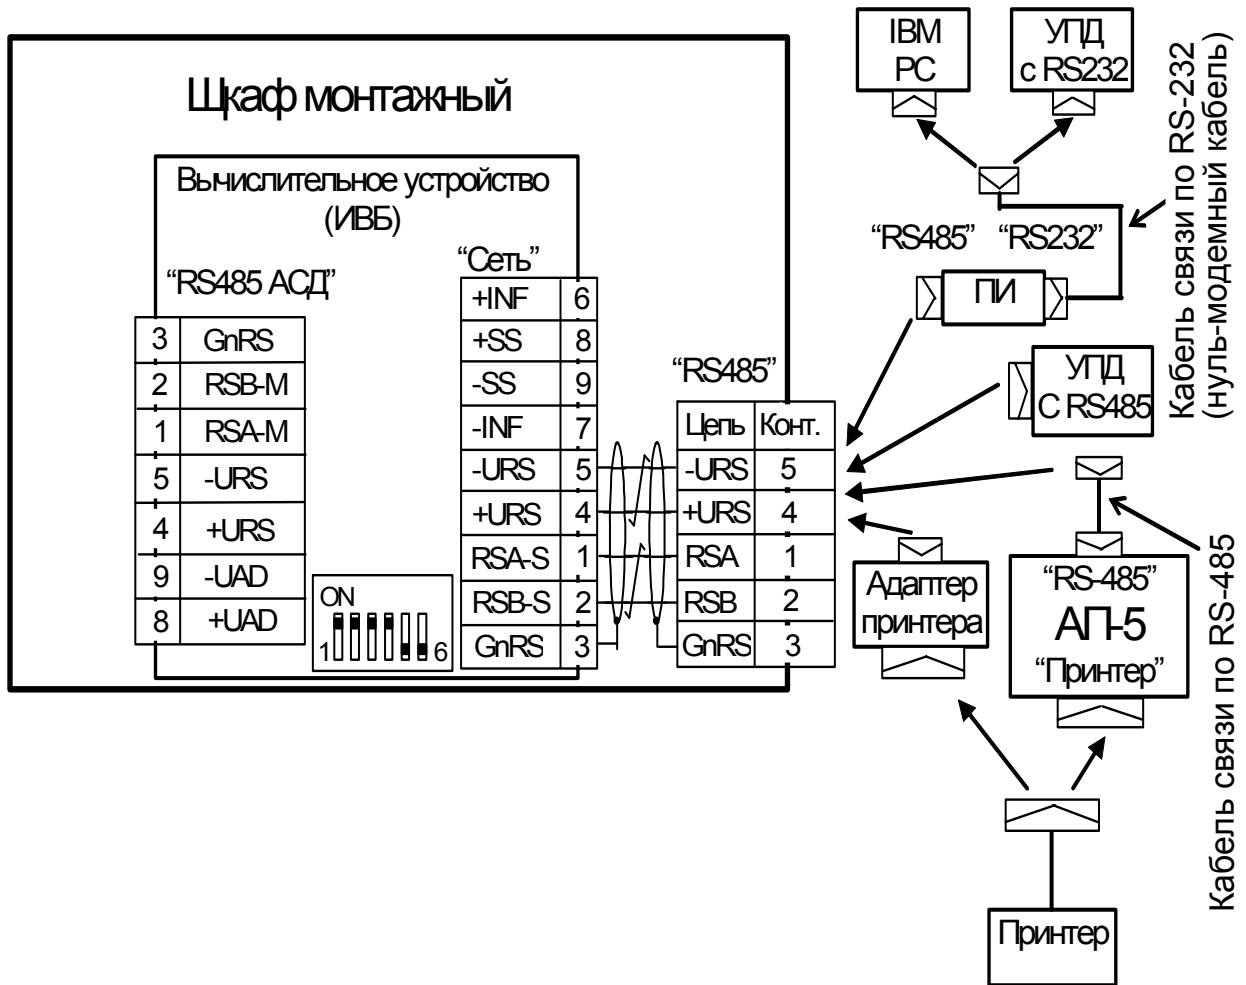 Шкаф монтажный
Вычислительное устройство
(ИВБ)
“RS485 АСД”
3 GnRS
2 RSB-M
1 RSA-M
5 -URS
4 +URS
9 -UAD
8 +UAD
ON
1 6
“Сеть”
+INF 6
+SS 8
-SS 9
-INF 7
-URS 5
+URS 4
RSA-S 1
RSB-S 2
GnRS 3
“RS485”
Цепь Конт.
-URS 5
+URS 4
RSA 1
RSB 2
GnRS 3
IBM
PC
УПД
с RS232
“RS485” “RS232”
ПИ
УПД
С RS485
Адаптер
принтера
“RS-485”
АП-5
“Принтер”
Принтер
Кабель связи по RS-232
(нуль-модемный кабель)
Кабель связи по RS-485